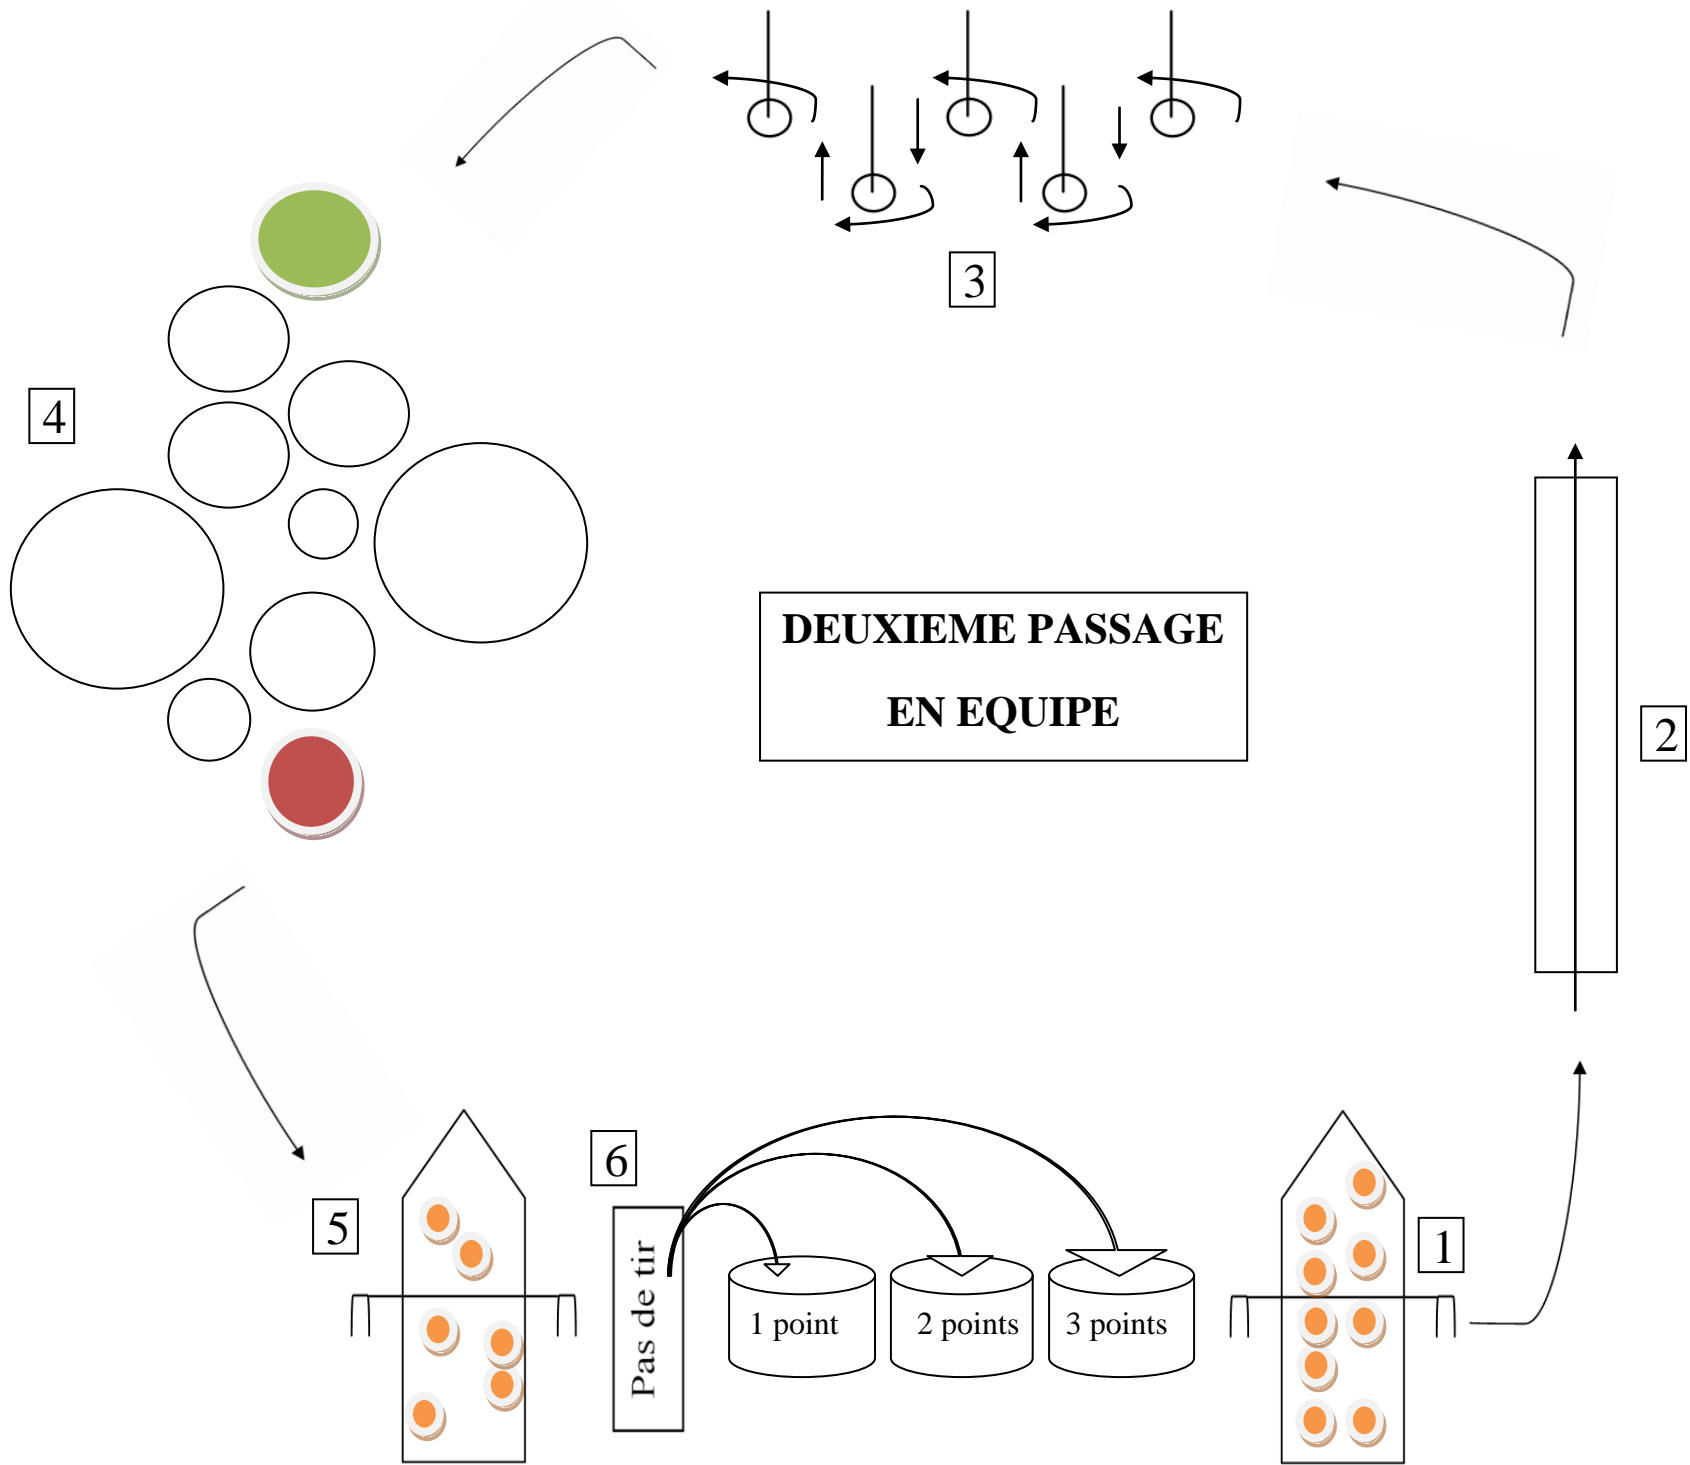 3
4
DEUXIEME PASSAGE
EN EQUIPE
2
6
5
1
Pas de tir
1 point
2 points
3 points